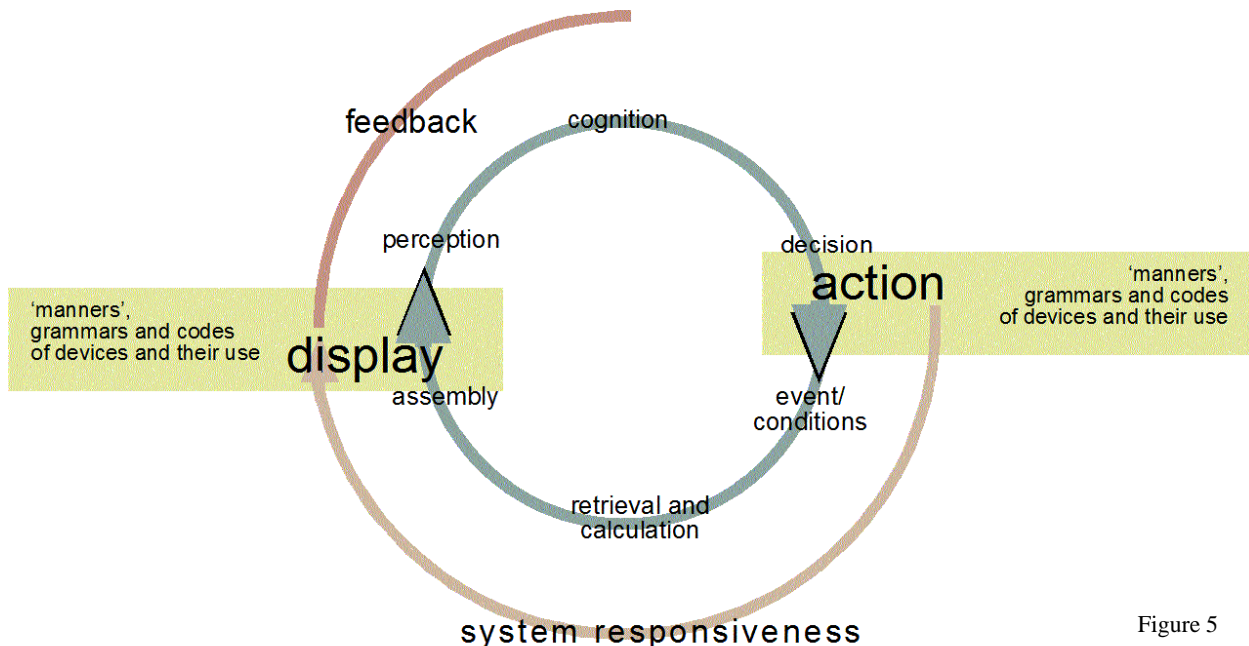 feedback
cognition
perception
decision
action
'manners',
grammars and codes
of devices and their use
‘manners’,
grammars and codes
of devices and their use
display
assembly
event/
conditions
retrieval and
calculation
system responsiveness
Figure 5